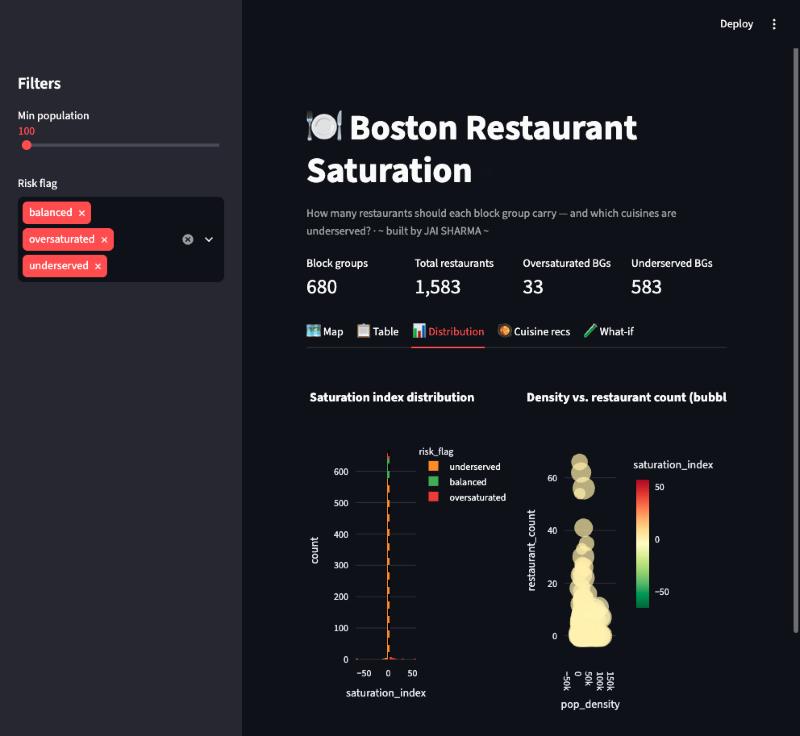 Deploy
Filters
Min population
100
Risk flag
balanced ×
oversaturated ×
underserved ×
Boston Restaurant
Saturation
How many restaurants should each block group carry — and which cuisines are
underserved? · ~ built by JAI SHARMA ~
Block groups Total restaurants Oversaturated BGs Underserved BGs
680 1,583 33 583
Map Table Distribution Cuisine recs What-if
Saturation index distribution
risk_flag
underserved
balanced
oversaturated
600
500
400
300
200
100
0
count
−50 0 50
saturation_index
Density vs. restaurant count (bubbl
saturation_index
50
0
−50
60
40
20
0
restaurant_count
−50k 0 50k 100k 150k
pop_density